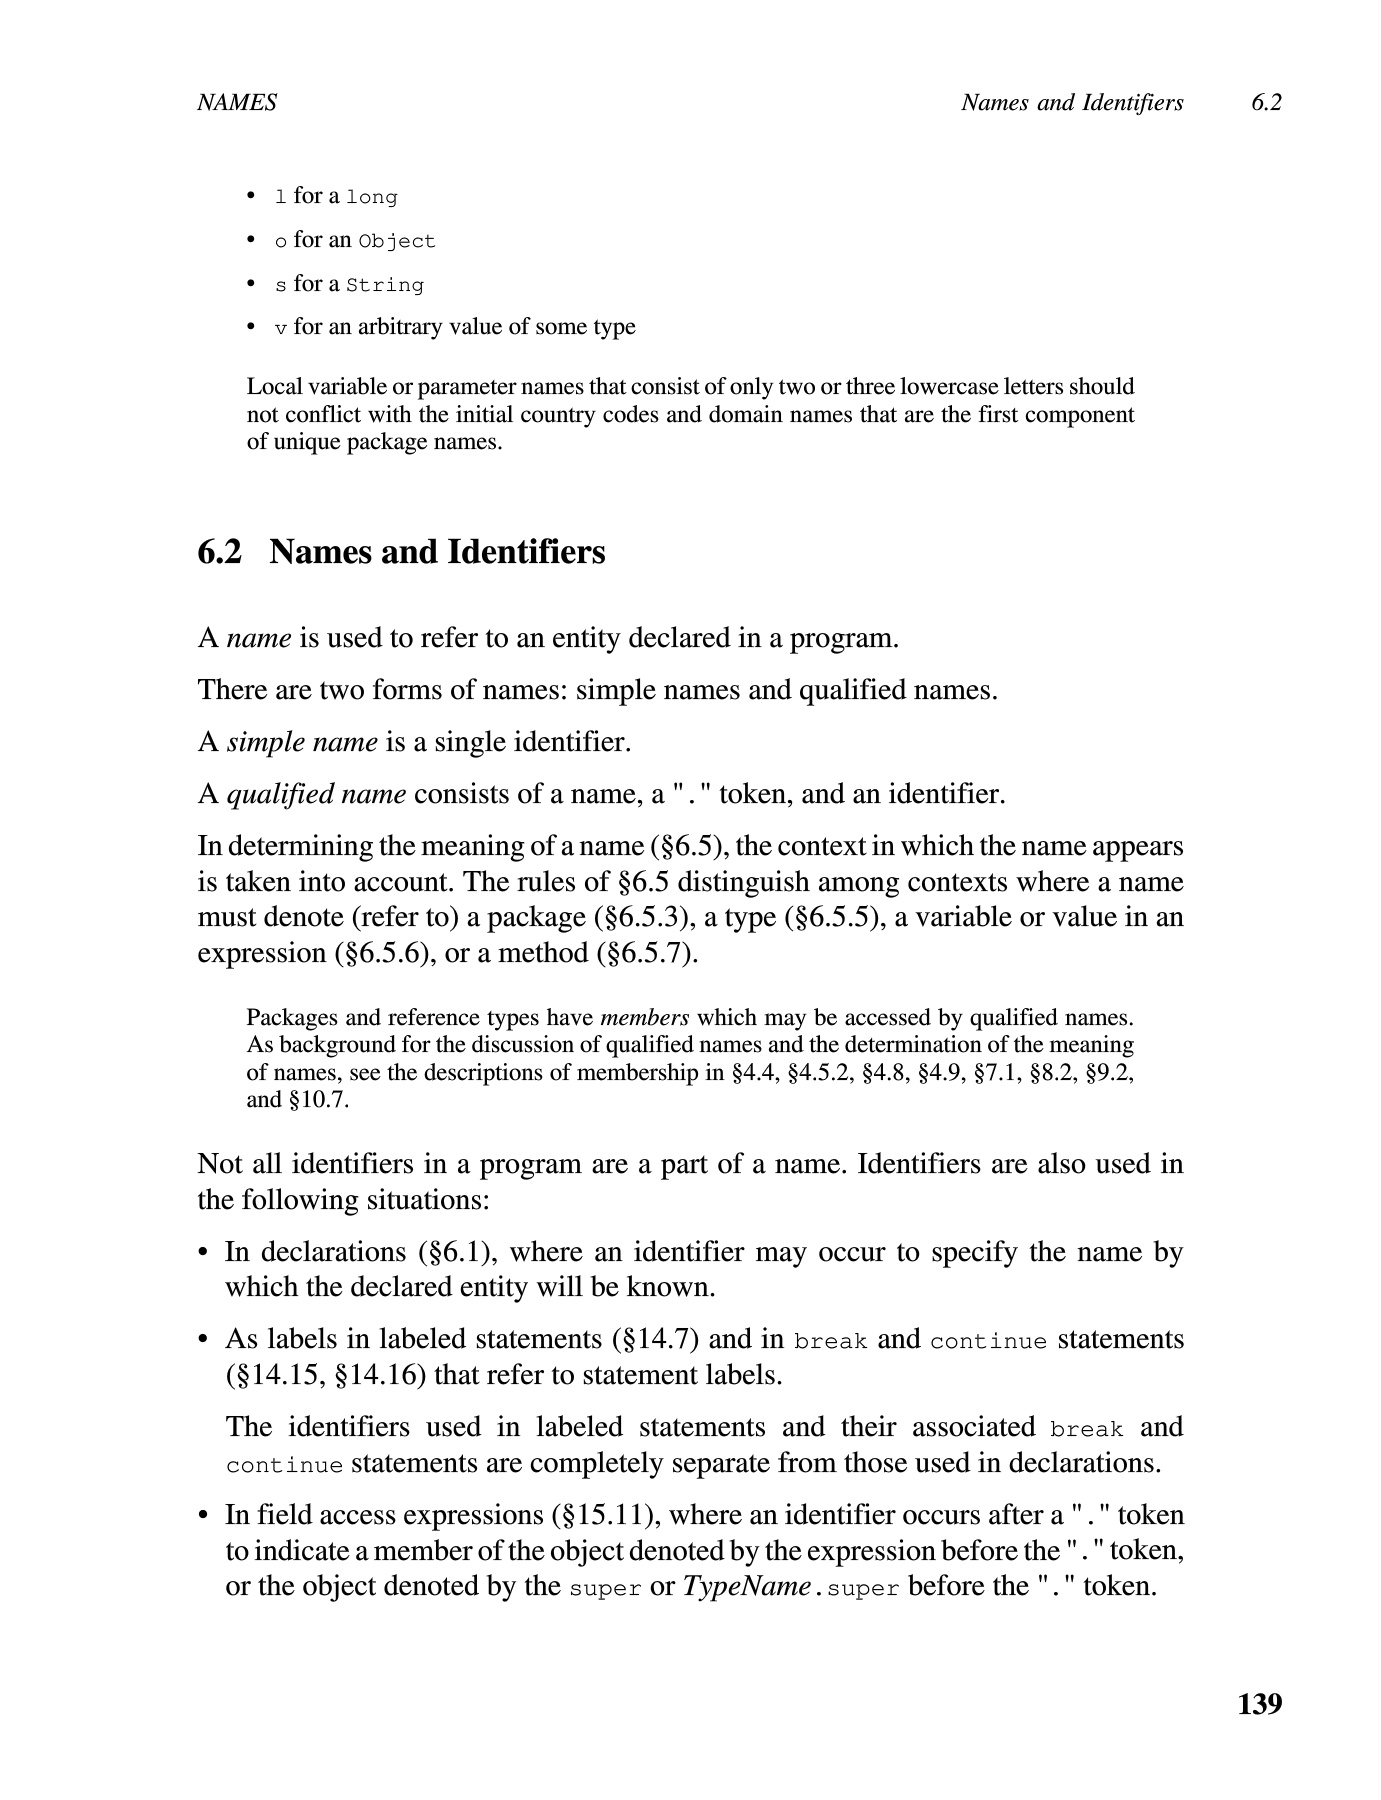 NAMES Names and Identifiers 6.2
• l for a long
• o for an Object
• s for a String
• v for an arbitrary value of some type
Local variable or parameter names that consist of only two or three lowercase letters should
not conflict with the initial country codes and domain names that are the first component
of unique package names.
6.2 Names and Identifiers
A name is used to refer to an entity declared in a program.
There are two forms of names: simple names and qualified names.
A simple name is a single identifier.
A qualified name consists of a name, a "." token, and an identifier.
In determining the meaning of a name (§6.5), the context in which the name appears
is taken into account. The rules of §6.5 distinguish among contexts where a name
must denote (refer to) a package (§6.5.3), a type (§6.5.5), a variable or value in an
expression (§6.5.6), or a method (§6.5.7).
Packages and reference types have members which may be accessed by qualified names.
As background for the discussion of qualified names and the determination of the meaning
of names, see the descriptions of membership in §4.4, §4.5.2, §4.8, §4.9, §7.1, §8.2, §9.2,
and §10.7.
Not all identifiers in a program are a part of a name. Identifiers are also used in
the following situations:
• In declarations (§6.1), where an identifier may occur to specify the name by
which the declared entity will be known.
• As labels in labeled statements (§14.7) and in break and continue statements
(§14.15, §14.16) that refer to statement labels.
The identifiers used in labeled statements and their associated break and
continue statements are completely separate from those used in declarations.
• In field access expressions (§15.11), where an identifier occurs after a "." token
to indicate a member of the object denoted by the expression before the "." token,
or the object denoted by the super or TypeName.super before the "." token.
139